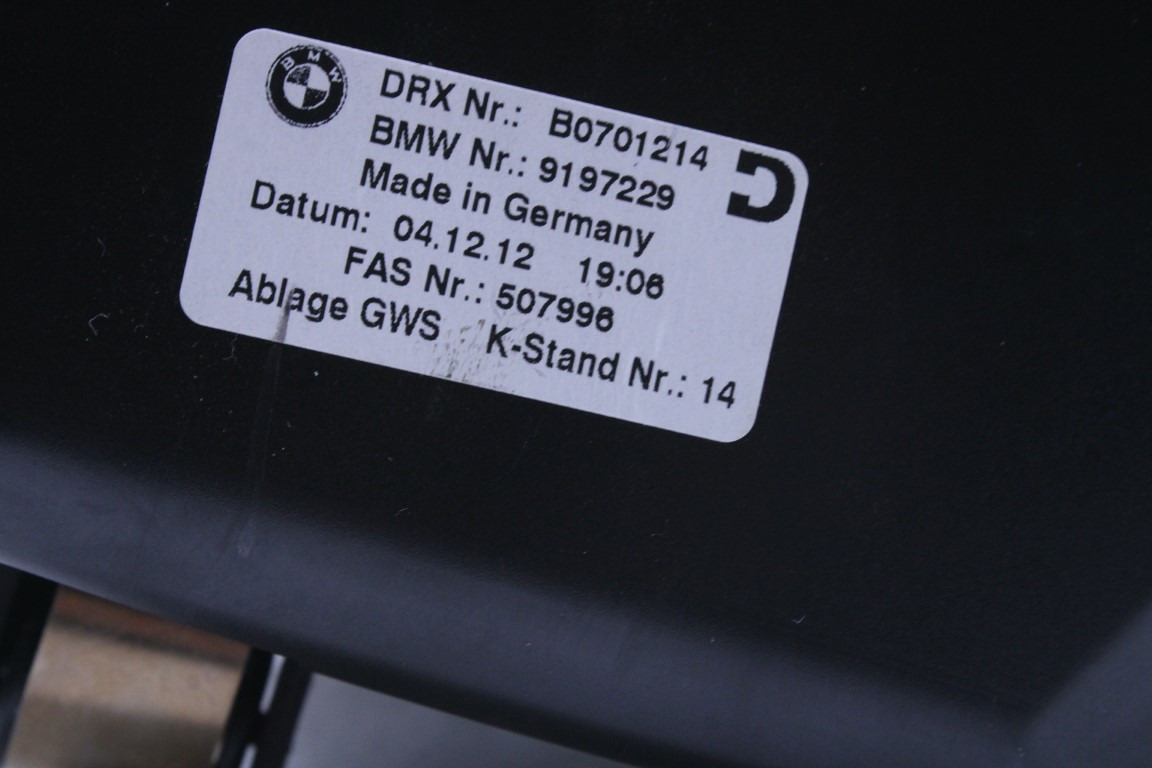 BMW
DRX Nr.: B0701214
BMW Nr.: 9197229
Made in Germany
Datum: 04.12.12 19:06
FAS Nr.: 507996
Ablage GWS K-Stand Nr.: 14